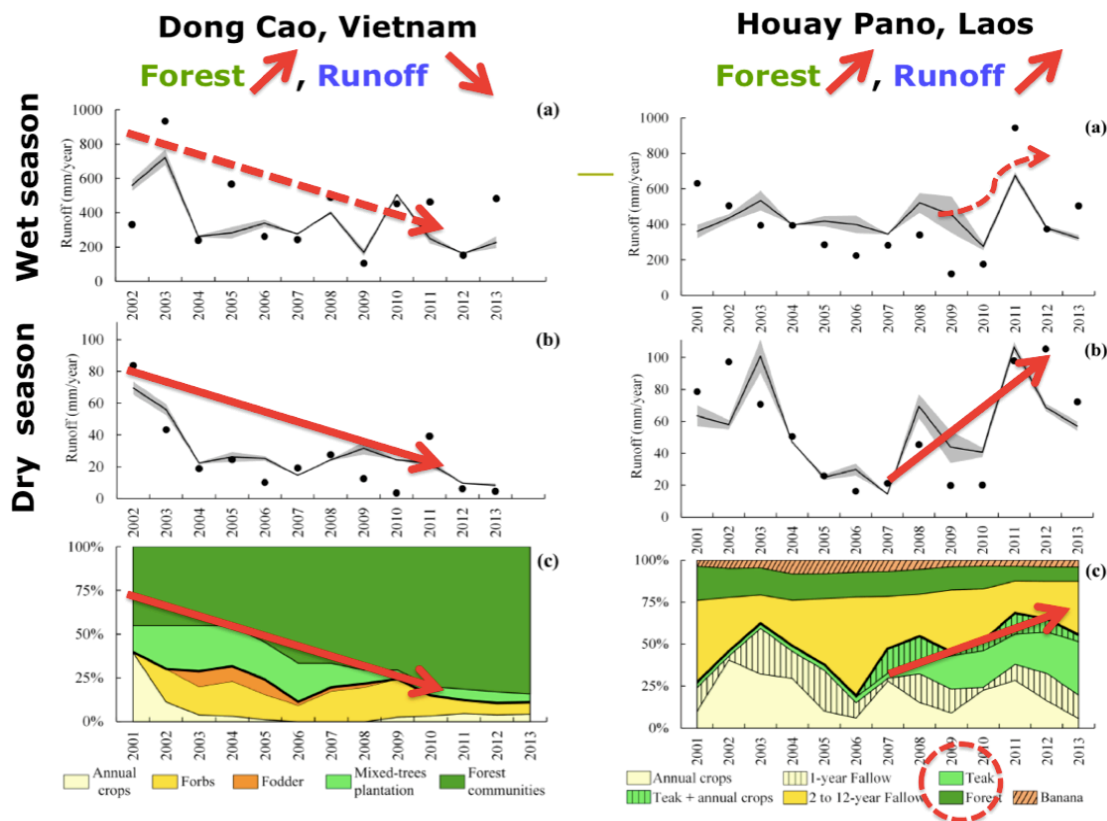 Dong Cao, Vietnam
Forest , Runoff
Wet season
(a)
Runoff (mm/year)
1000
800
600
400
200
0
2002 2003 2004 2005 2006 2007 2008 2009 2010 2011 2012 2013
Dry season
(b)
Runoff (mm/year)
100
80
60
40
20
0
2002 2003 2004 2005 2006 2007 2008 2009 2010 2011 2012 2013
(c)
100%
75%
50%
25%
0%
2001 2002 2003 2004 2005 2006 2007 2008 2009 2010 2011 2012 2013
Annual crops
Forbs
Fodder
Mixed-trees plantation
Forest communities
Houay Pano, Laos
Forest , Runoff
(a)
Runoff (mm/year)
1000
800
600
400
200
400
2001 2002 2003 2004 2005 2006 2007 2008 2009 2010 2011 2012 2013
(b)
Runoff (mm/year)
100
80
60
40
20
0
2001 2002 2003 2004 2005 2006 2007 2008 2009 2010 2011 2012 2013
(c)
100%
75%
50%
25%
0%
2001 2002 2003 2004 2005 2006 2007 2008 2009 2010 2011 2012 2013
Annual crops
1-year Fallow
Teak
Teak + annual crops
2 to 12-year Fallow
Forest
Banana